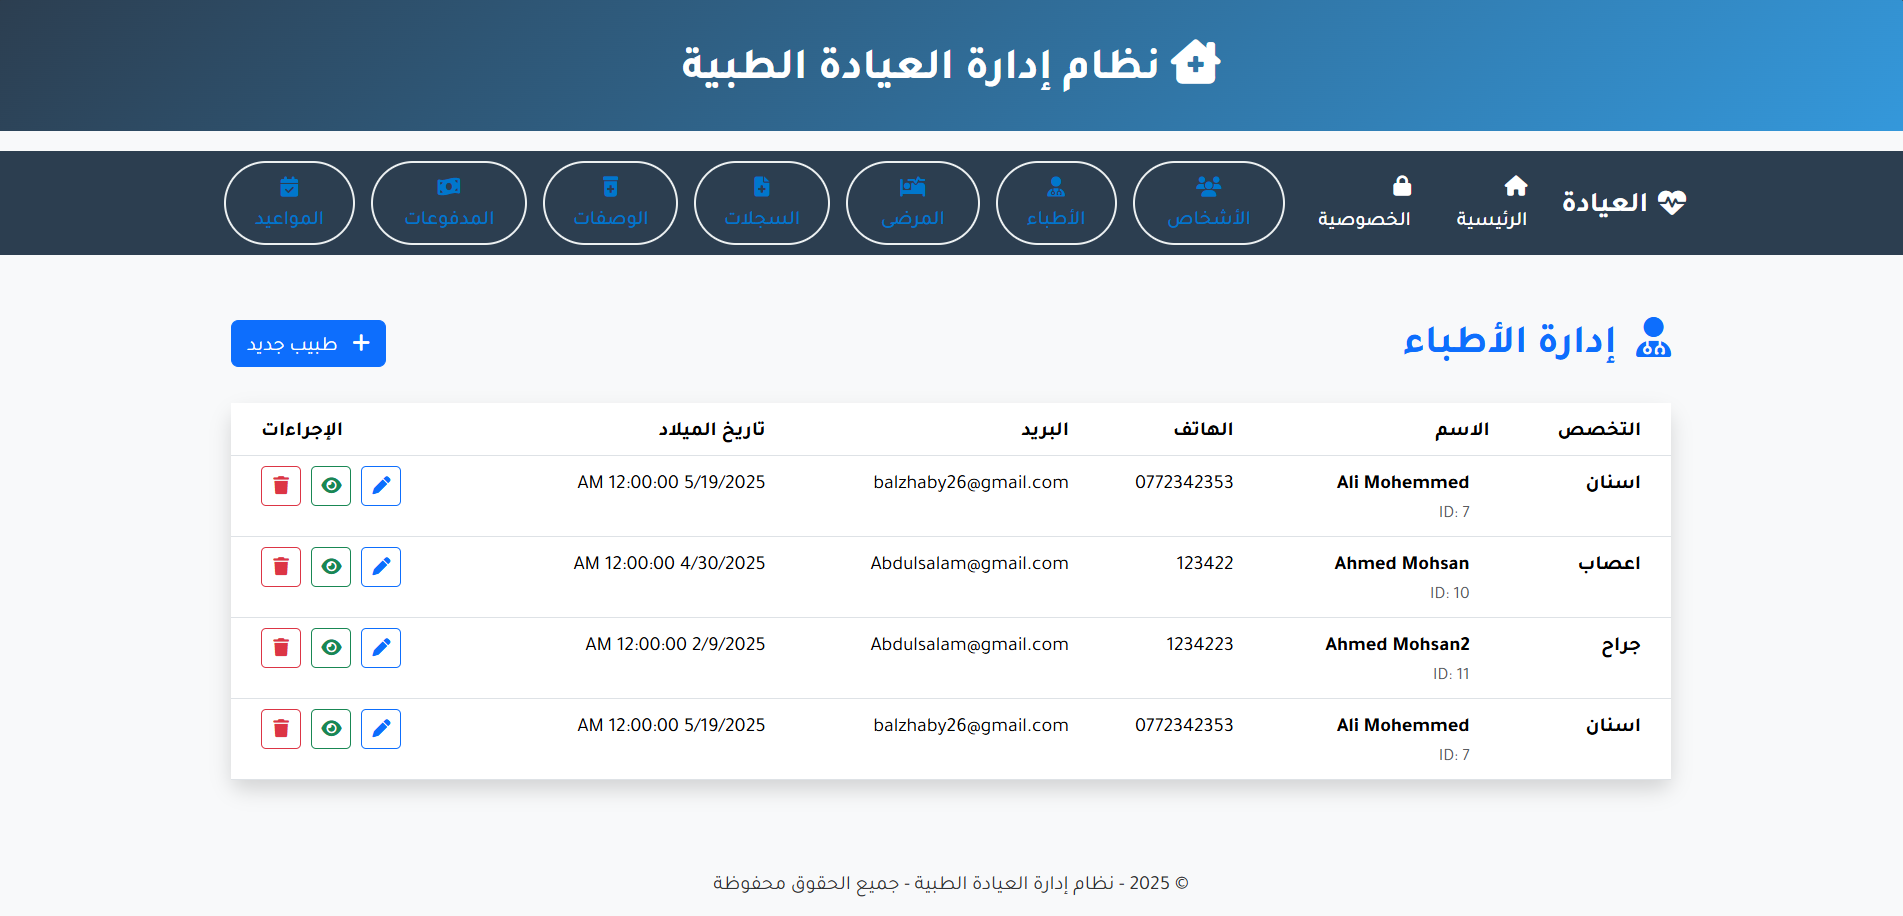 نظام إدارة العيادة الطبية
العيادة
الرئيسية
الخصوصية
الأشخاص
الأطباء
المرضى
السجلات
الوصفات
المدفوعات
المواعيد
إدارة الأطباء
طبيب جديد
التخصص الاسم الهاتف البريد تاريخ الميلاد الإجراءات
اسنان Ali Mohemmed 0772342353 balzhaby26@gmail.com 5/19/2025 12:00:00 AM
ID: 7
اعصاب Ahmed Mohsan 123422 Abdulsalam@gmail.com 4/30/2025 12:00:00 AM
ID: 10
جراح Ahmed Mohsan2 1234223 Abdulsalam@gmail.com 2/9/2025 12:00:00 AM
ID: 11
اسنان Ali Mohemmed 0772342353 balzhaby26@gmail.com 5/19/2025 12:00:00 AM
ID: 7
© 2025 - نظام إدارة العيادة الطبية - جميع الحقوق محفوظة